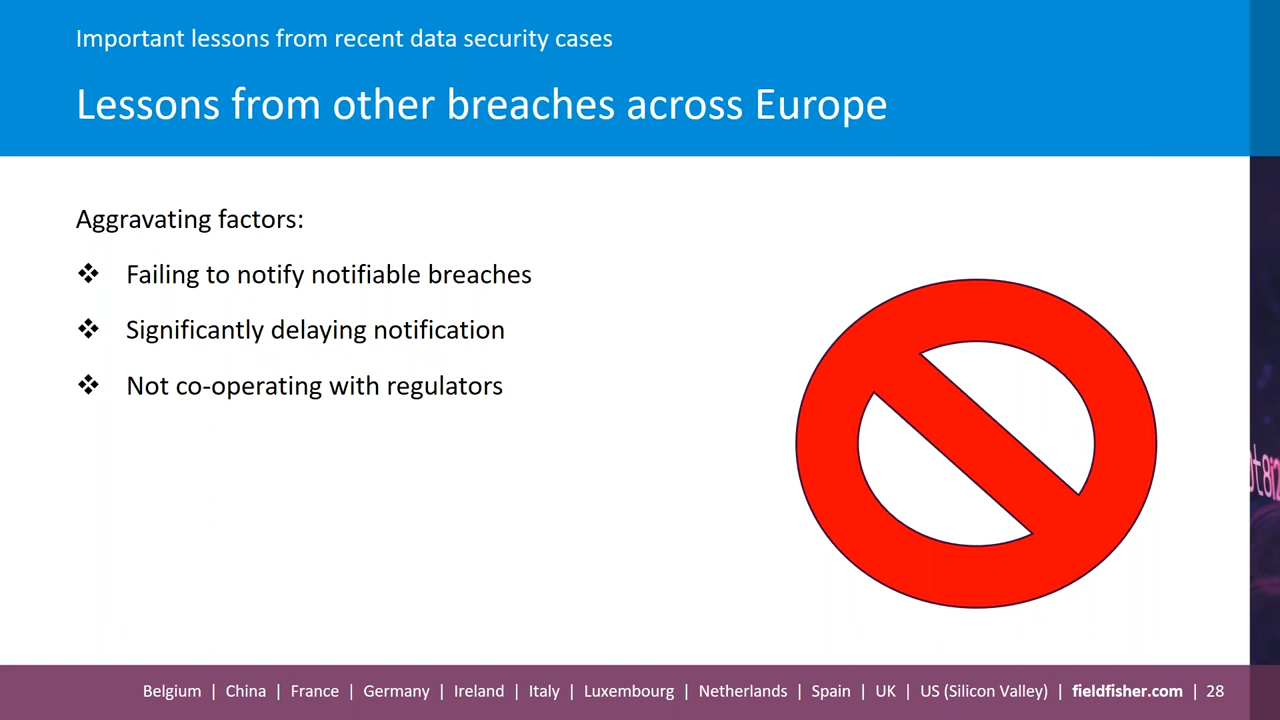 Important lessons from recent data security cases
Lessons from other breaches across Europe
Aggravating factors:
❖ Failing to notify notifiable breaches
❖ Significantly delaying notification
❖ Not co-operating with regulators
Belgium | China | France | Germany | Ireland | Italy | Luxembourg | Netherlands | Spain | UK | US (Silicon Valley) | fieldfisher.com | 28